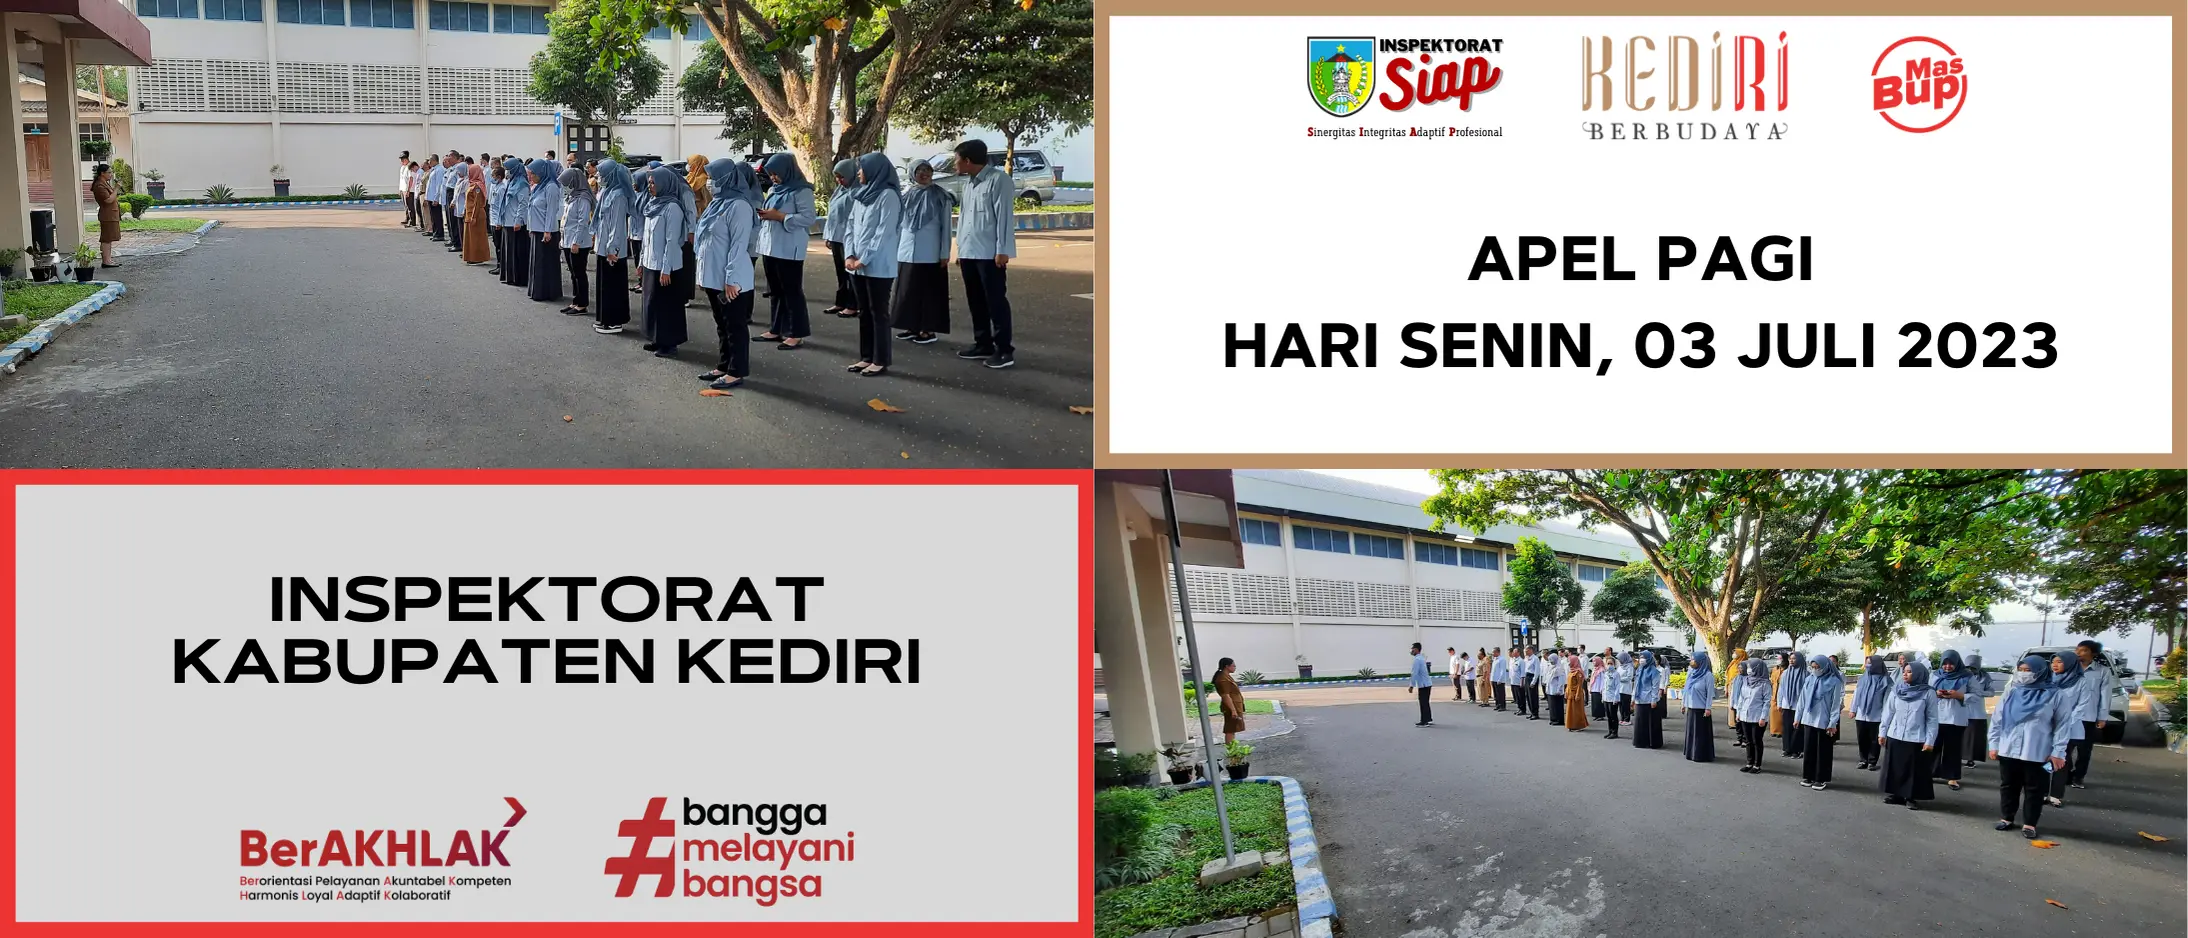 INSPEKTORAT
Siap
Sinergitas Integritas Adaptif Profesional
KEDIRI
BERBUDAYA
Mas
Bup
APEL PAGI
HARI SENIN, 03 JULI 2023
INSPEKTORAT
KABUPATEN KEDIRI
BerAKHLAK
Berorientasi Pelayanan Akuntabel Kompeten
Harmonis Loyal Adaptif Kolaboratif
#bangga
melayani
bangsa